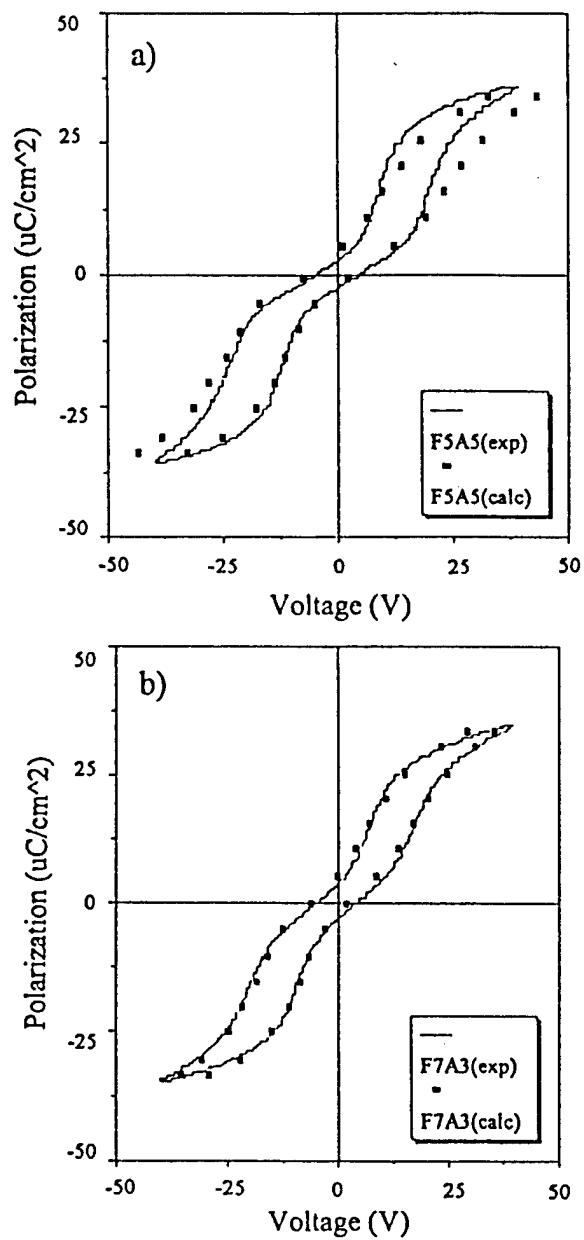 50
a)
25
0
-25
-50
Polarization (uC/cm^2)
F5A5(exp)
F5A5(calc)
-50
-25
0
25
50
Voltage (V)
50
b)
25
0
-25
-50
Polarization (uC/cm^2)
F7A3(exp)
F7A3(calc)
-50
-25
0
25
50
Voltage (V)